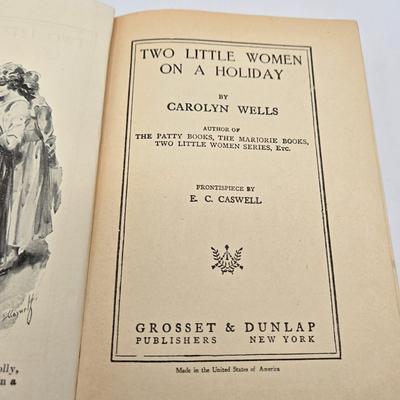 TWO LITTLE WOMEN
ON A HOLIDAY
BY
CAROLYN WELLS
AUTHOR OF
THE PATTY BOOKS, THE MARJORIE BOOKS,
TWO LITTLE WOMEN SERIES, ETC.
FRONTISPIECE BY
E. C. CASWELL
GROSSET & DUNLAP
PUBLISHERS NEW YORK
Made in the United States of America